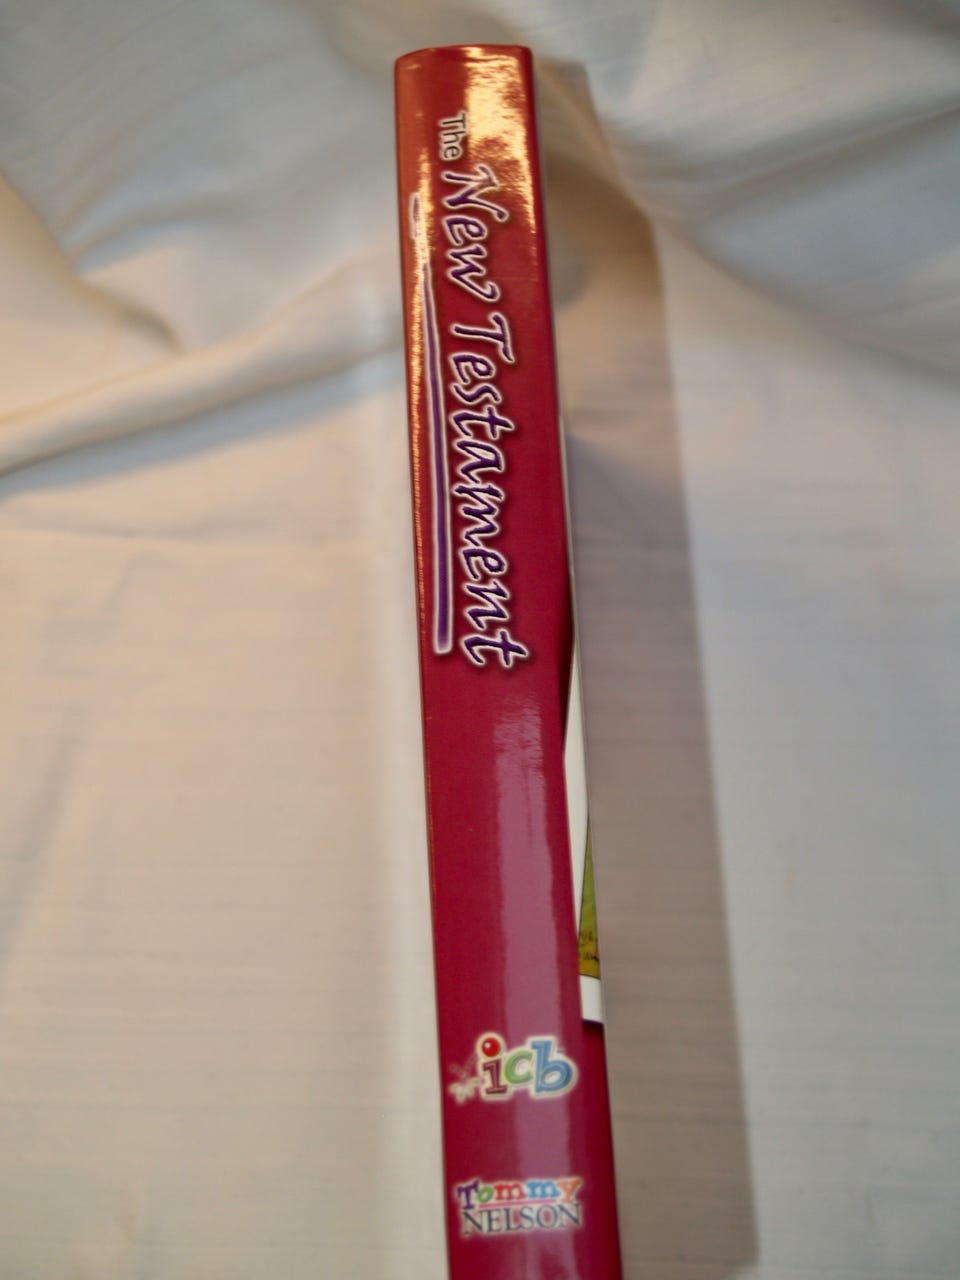 The New Testament
icb
Tommy
NELSON